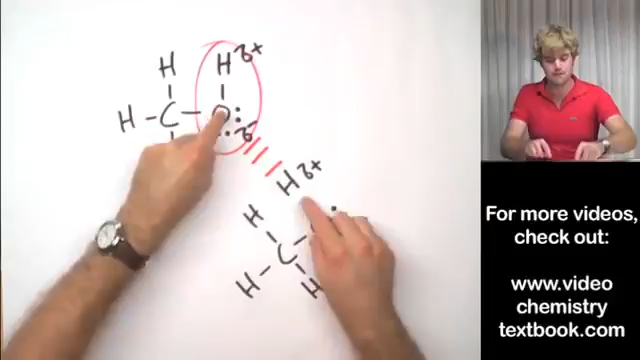 H
H δ+
H – C – O
δ-
H δ+
H
C
H
H
For more videos,
check out:
www.video
chemistry
textbook.com